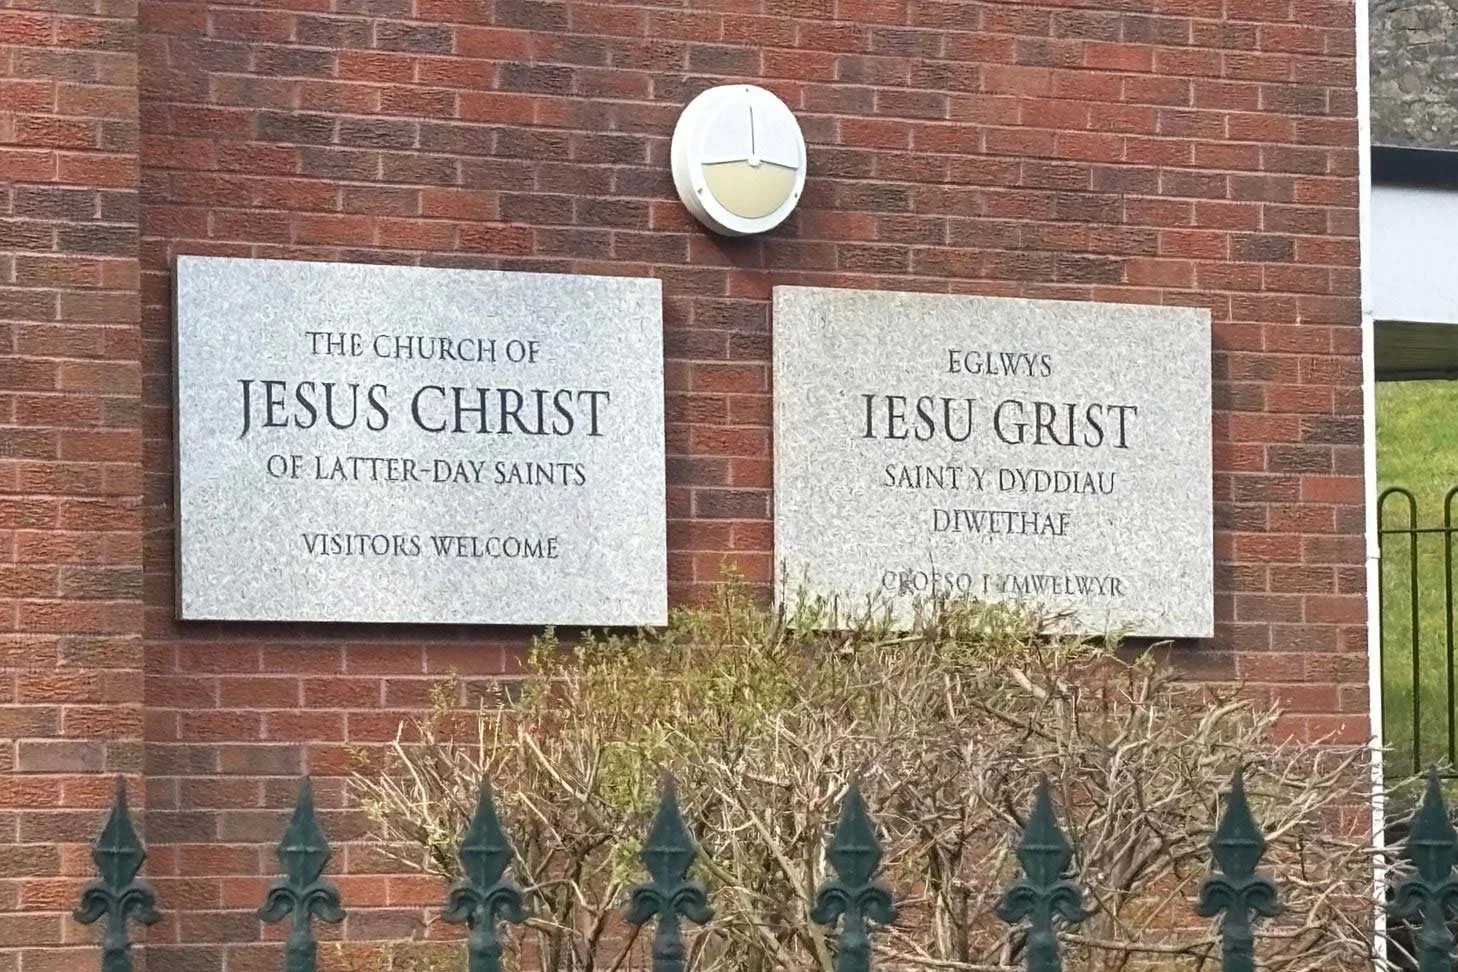 THE CHURCH OF
JESUS CHRIST
OF LATTER-DAY SAINTS
VISITORS WELCOME
EGLWYS
IESU GRIST
SAINT Y DYDDIAU
DIWETHAF
CROESO I YMWELWYR